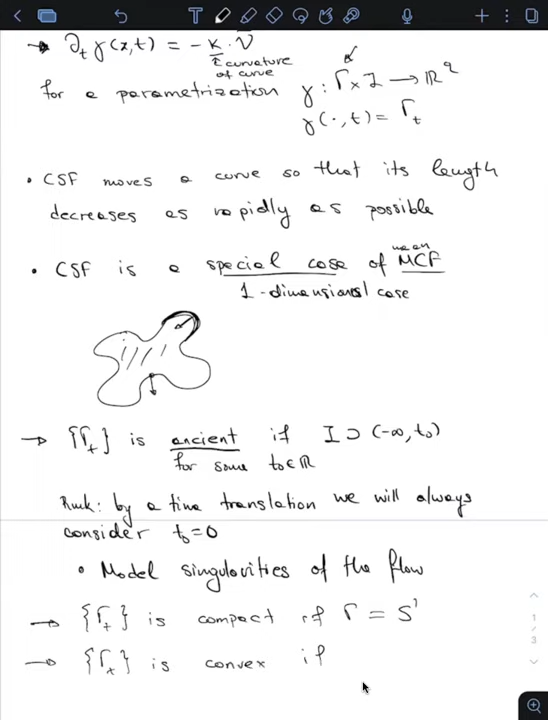 → ∂ₜ γ(x,t) = -κ · ν
curvature
of curve
for a parametrization γ : Γ × I → ℝ²
γ(·,t) = Γₜ
• CSF moves a curve so that its length
decreases as rapidly as possible
mean
• CSF is a special case of MCF
1-dimensional case
→ {Γₜ} is ancient if I ⊃ (-∞, t₀)
for some t₀∈ℝ
Rmk: by a time translation we will always
consider t₀=0
• Model singularities of the flow
→ {Γₜ} is compact if Γ = S¹
→ {Γₜ} is convex if
1
3